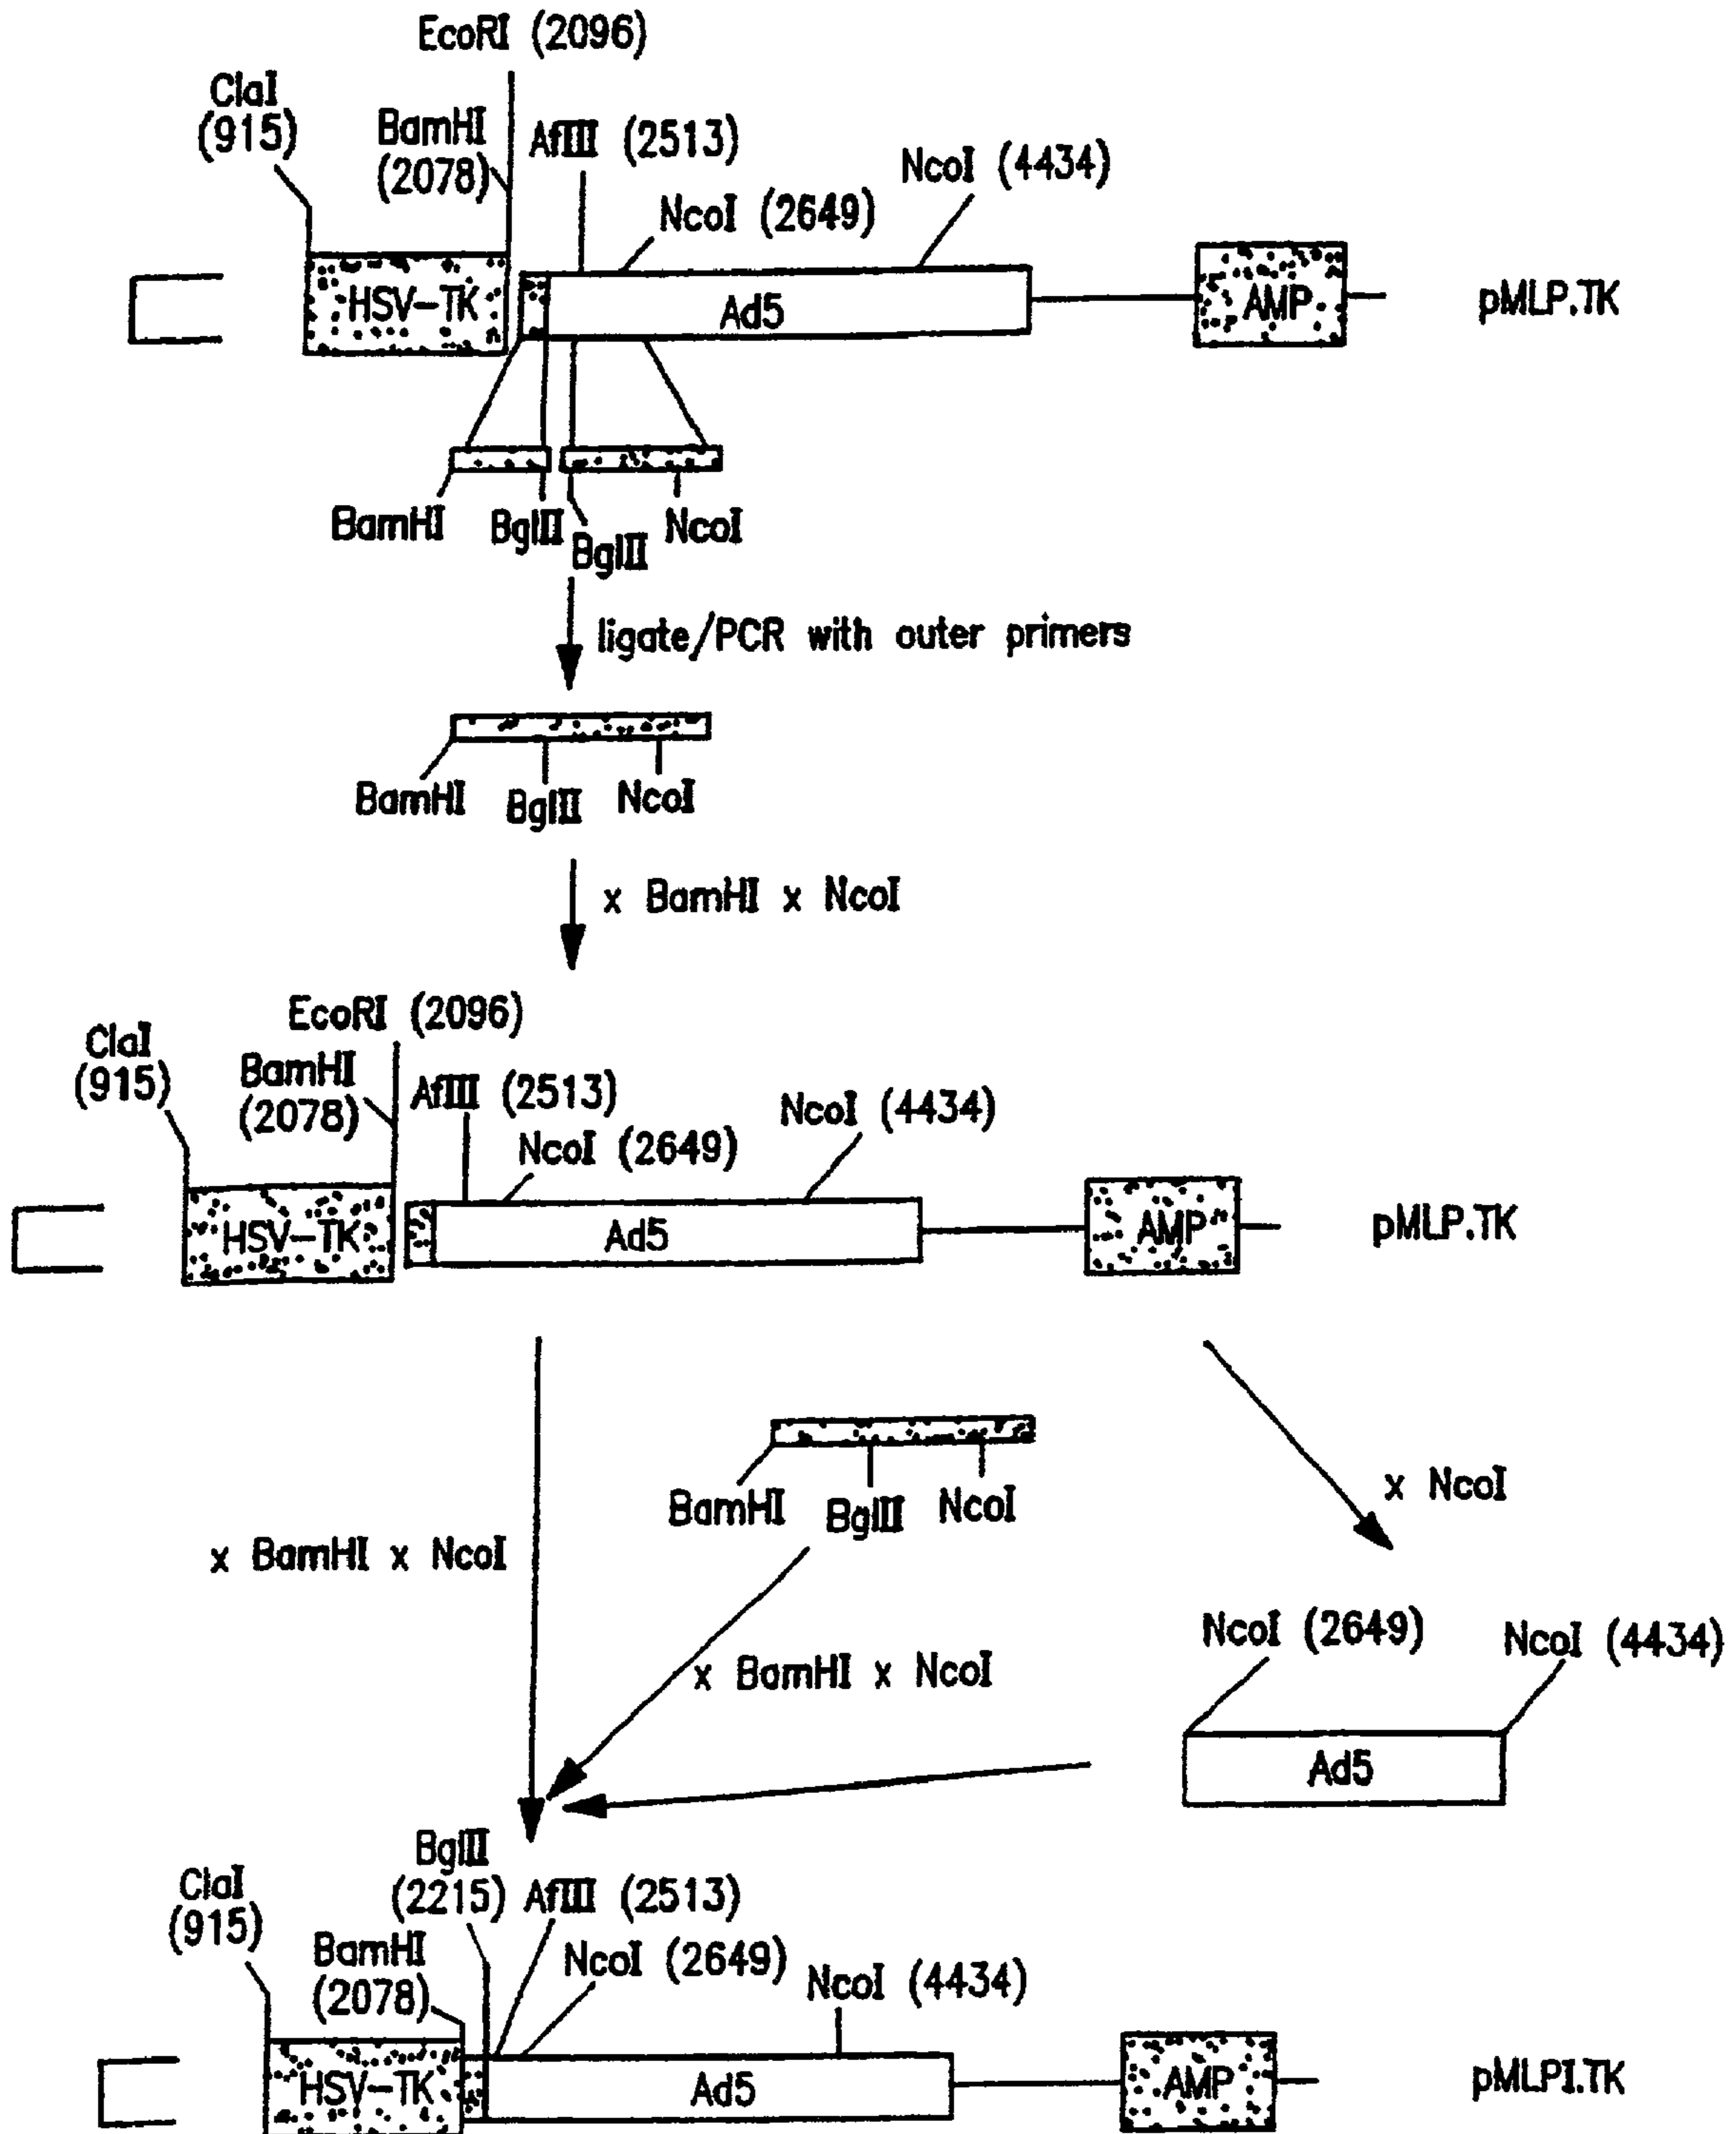 EcoRI (2096)
ClaI
(915)
BamHI
(2078)
AflII (2513)
NcoI (2649)
NcoI (4434)
HSV-TK
Ad5
AMP
pMLP.TK
BamHI
BglII
BglII
NcoI
ligate/PCR with outer primers
BamHI
BglII
NcoI
x BamHI x NcoI
EcoRI (2096)
ClaI
(915)
BamHI
(2078)
AflII (2513)
NcoI (2649)
NcoI (4434)
HSV-TK
Ad5
AMP
pMLP.TK
BamHI
BglII
NcoI
x NcoI
x BamHI x NcoI
x BamHI x NcoI
NcoI (2649)
NcoI (4434)
Ad5
BglII
(2215)
AflII (2513)
ClaI
(915)
BamHI
(2078)
NcoI (2649)
NcoI (4434)
HSV-TK
Ad5
AMP
pMLPI.TK